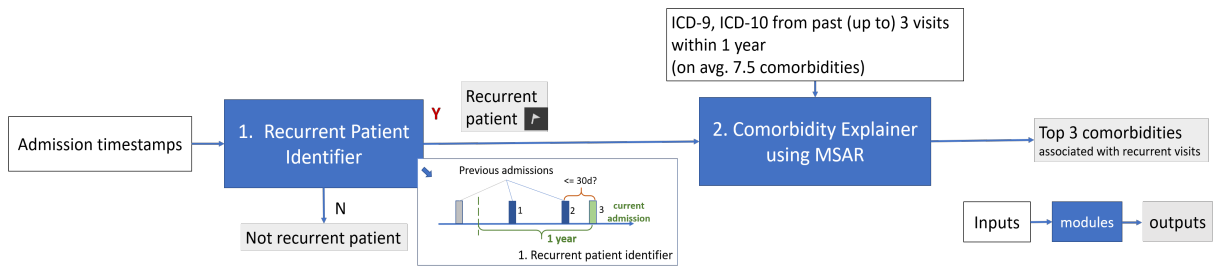 ICD-9, ICD-10 from past (up to) 3 visits
within 1 year
(on avg. 7.5 comorbidities)
Admission timestamps
1. Recurrent Patient
Identifier
Y
Recurrent
patient
2. Comorbidity Explainer
using MSAR
Top 3 comorbidities
associated with recurrent visits
N
Not recurrent patient
Previous admissions
<= 30d?
1
2
3
current
admission
1 year
1. Recurrent patient identifier
Inputs
modules
outputs